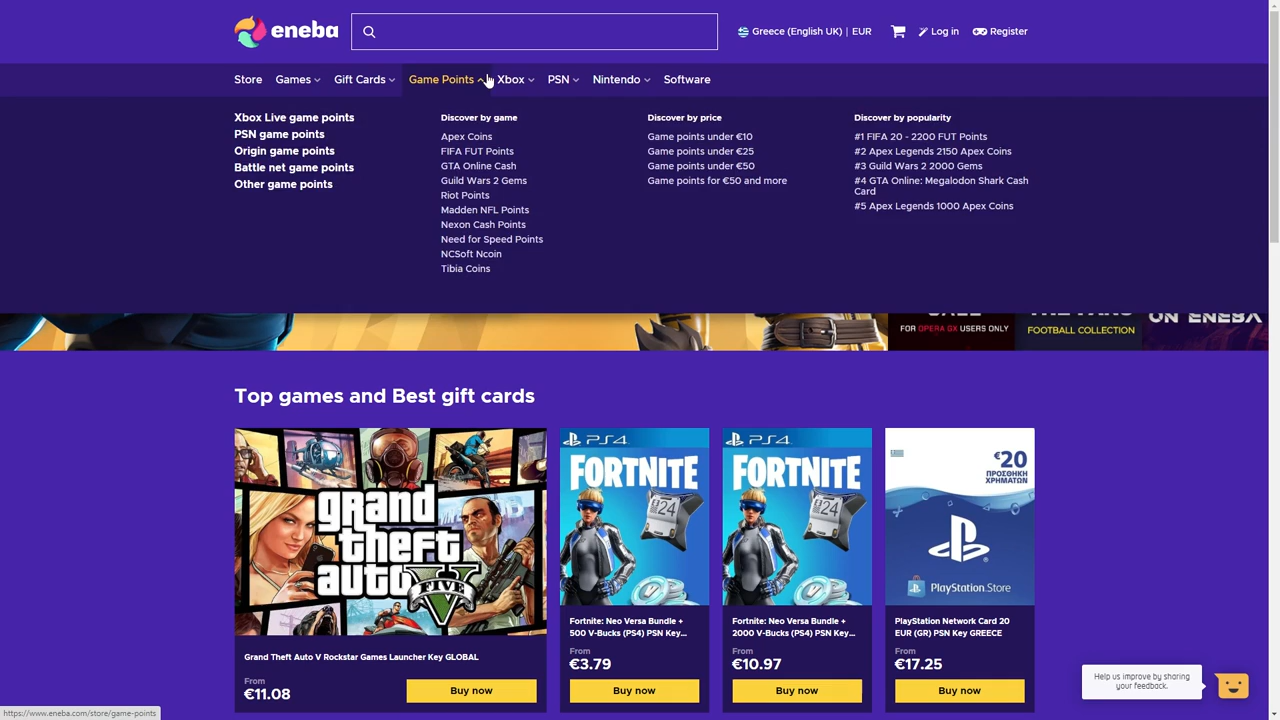 eneba
Greece (English UK) | EUR
Log in
Register
Store
Games
Gift Cards
Game Points
Xbox
PSN
Nintendo
Software
Xbox Live game points
PSN game points
Origin game points
Battle net game points
Other game points
Discover by game
Apex Coins
FIFA FUT Points
GTA Online Cash
Guild Wars 2 Gems
Riot Points
Madden NFL Points
Nexon Cash Points
Need for Speed Points
NCSoft Ncoin
Tibia Coins
Discover by price
Game points under €10
Game points under €25
Game points under €50
Game points for €50 and more
Discover by popularity
#1 FIFA 20 - 2200 FUT Points
#2 Apex Legends 2150 Apex Coins
#3 Guild Wars 2 2000 Gems
#4 GTA Online: Megalodon Shark Cash
Card
#5 Apex Legends 1000 Apex Coins
FOR OPERA GX USERS ONLY
FOOTBALL COLLECTION
ON ENEBA
Top games and Best gift cards
grand
theft
auto
FIVE
Grand Theft Auto V Rockstar Games Launcher Key GLOBAL
From
€11.08
Buy now
PS4
FORTNITE
24
Fortnite: Neo Versa Bundle +
500 V-Bucks (PS4) PSN Key...
From
€3.79
Buy now
PS4
FORTNITE
24
Fortnite: Neo Versa Bundle +
2000 V-Bucks (PS4) PSN Key...
From
€10.97
Buy now
€20
ΠΡΟΣΘΗΚΗ
ΧΡΗΜΑΤΩΝ
PlayStation.Store
PlayStation Network Card 20
EUR (GR) PSN Key GREECE
From
€17.25
Buy now
Help us improve by sharing
your feedback.
https://www.eneba.com/store/game-points